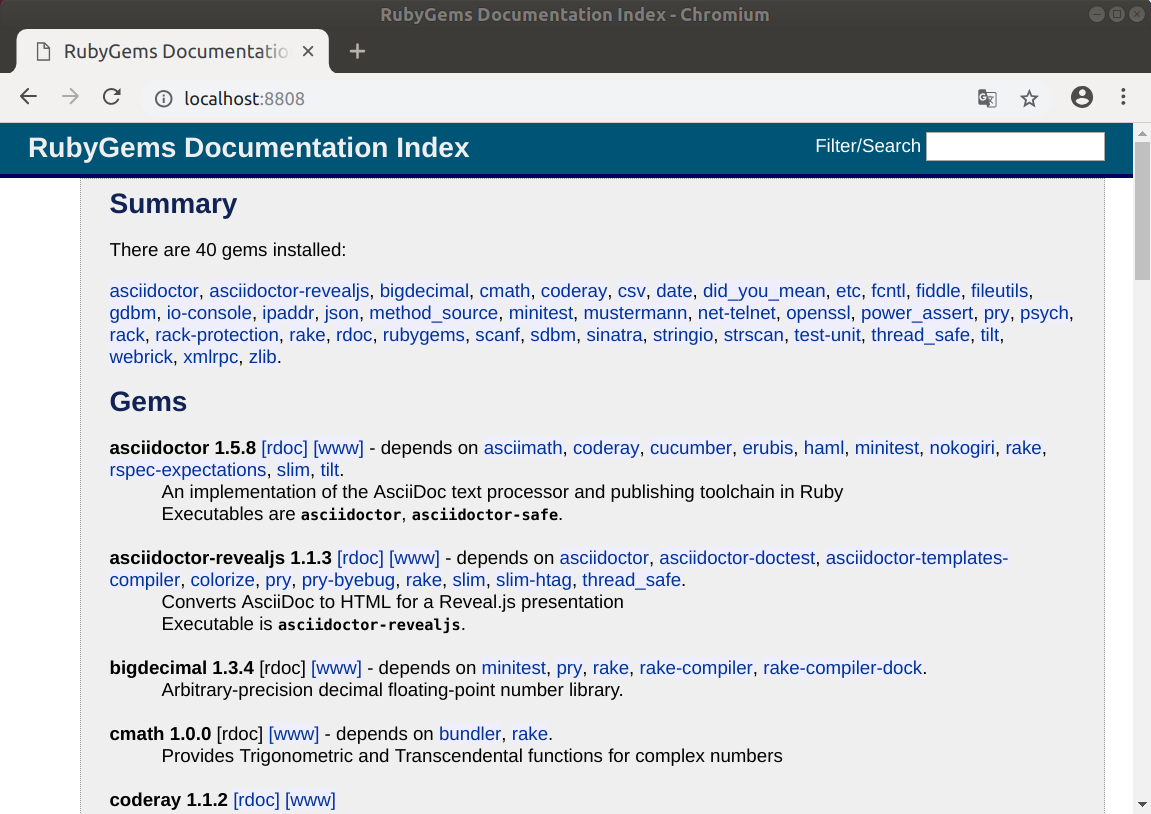 RubyGems Documentation Index - Chromium
RubyGems Documentatio
localhost:8808
RubyGems Documentation Index
Filter/Search
Summary
There are 40 gems installed:
asciidoctor, asciidoctor-revealjs, bigdecimal, cmath, coderay, csv, date, did_you_mean, etc, fcntl, fiddle, fileutils,
gdbm, io-console, ipaddr, json, method_source, minitest, mustermann, net-telnet, openssl, power_assert, pry, psych,
rack, rack-protection, rake, rdoc, rubygems, scanf, sdbm, sinatra, stringio, strscan, test-unit, thread_safe, tilt,
webrick, xmlrpc, zlib.
Gems
asciidoctor 1.5.8 [rdoc] [www] - depends on asciimath, coderay, cucumber, erubis, haml, minitest, nokogiri, rake,
rspec-expectations, slim, tilt.
An implementation of the AsciiDoc text processor and publishing toolchain in Ruby
Executables are asciidoctor, asciidoctor-safe.
asciidoctor-revealjs 1.1.3 [rdoc] [www] - depends on asciidoctor, asciidoctor-doctest, asciidoctor-templates-
compiler, colorize, pry, pry-byebug, rake, slim, slim-htag, thread_safe.
Converts AsciiDoc to HTML for a Reveal.js presentation
Executable is asciidoctor-revealjs.
bigdecimal 1.3.4 [rdoc] [www] - depends on minitest, pry, rake, rake-compiler, rake-compiler-dock.
Arbitrary-precision decimal floating-point number library.
cmath 1.0.0 [rdoc] [www] - depends on bundler, rake.
Provides Trigonometric and Transcendental functions for complex numbers
coderay 1.1.2 [rdoc] [www]